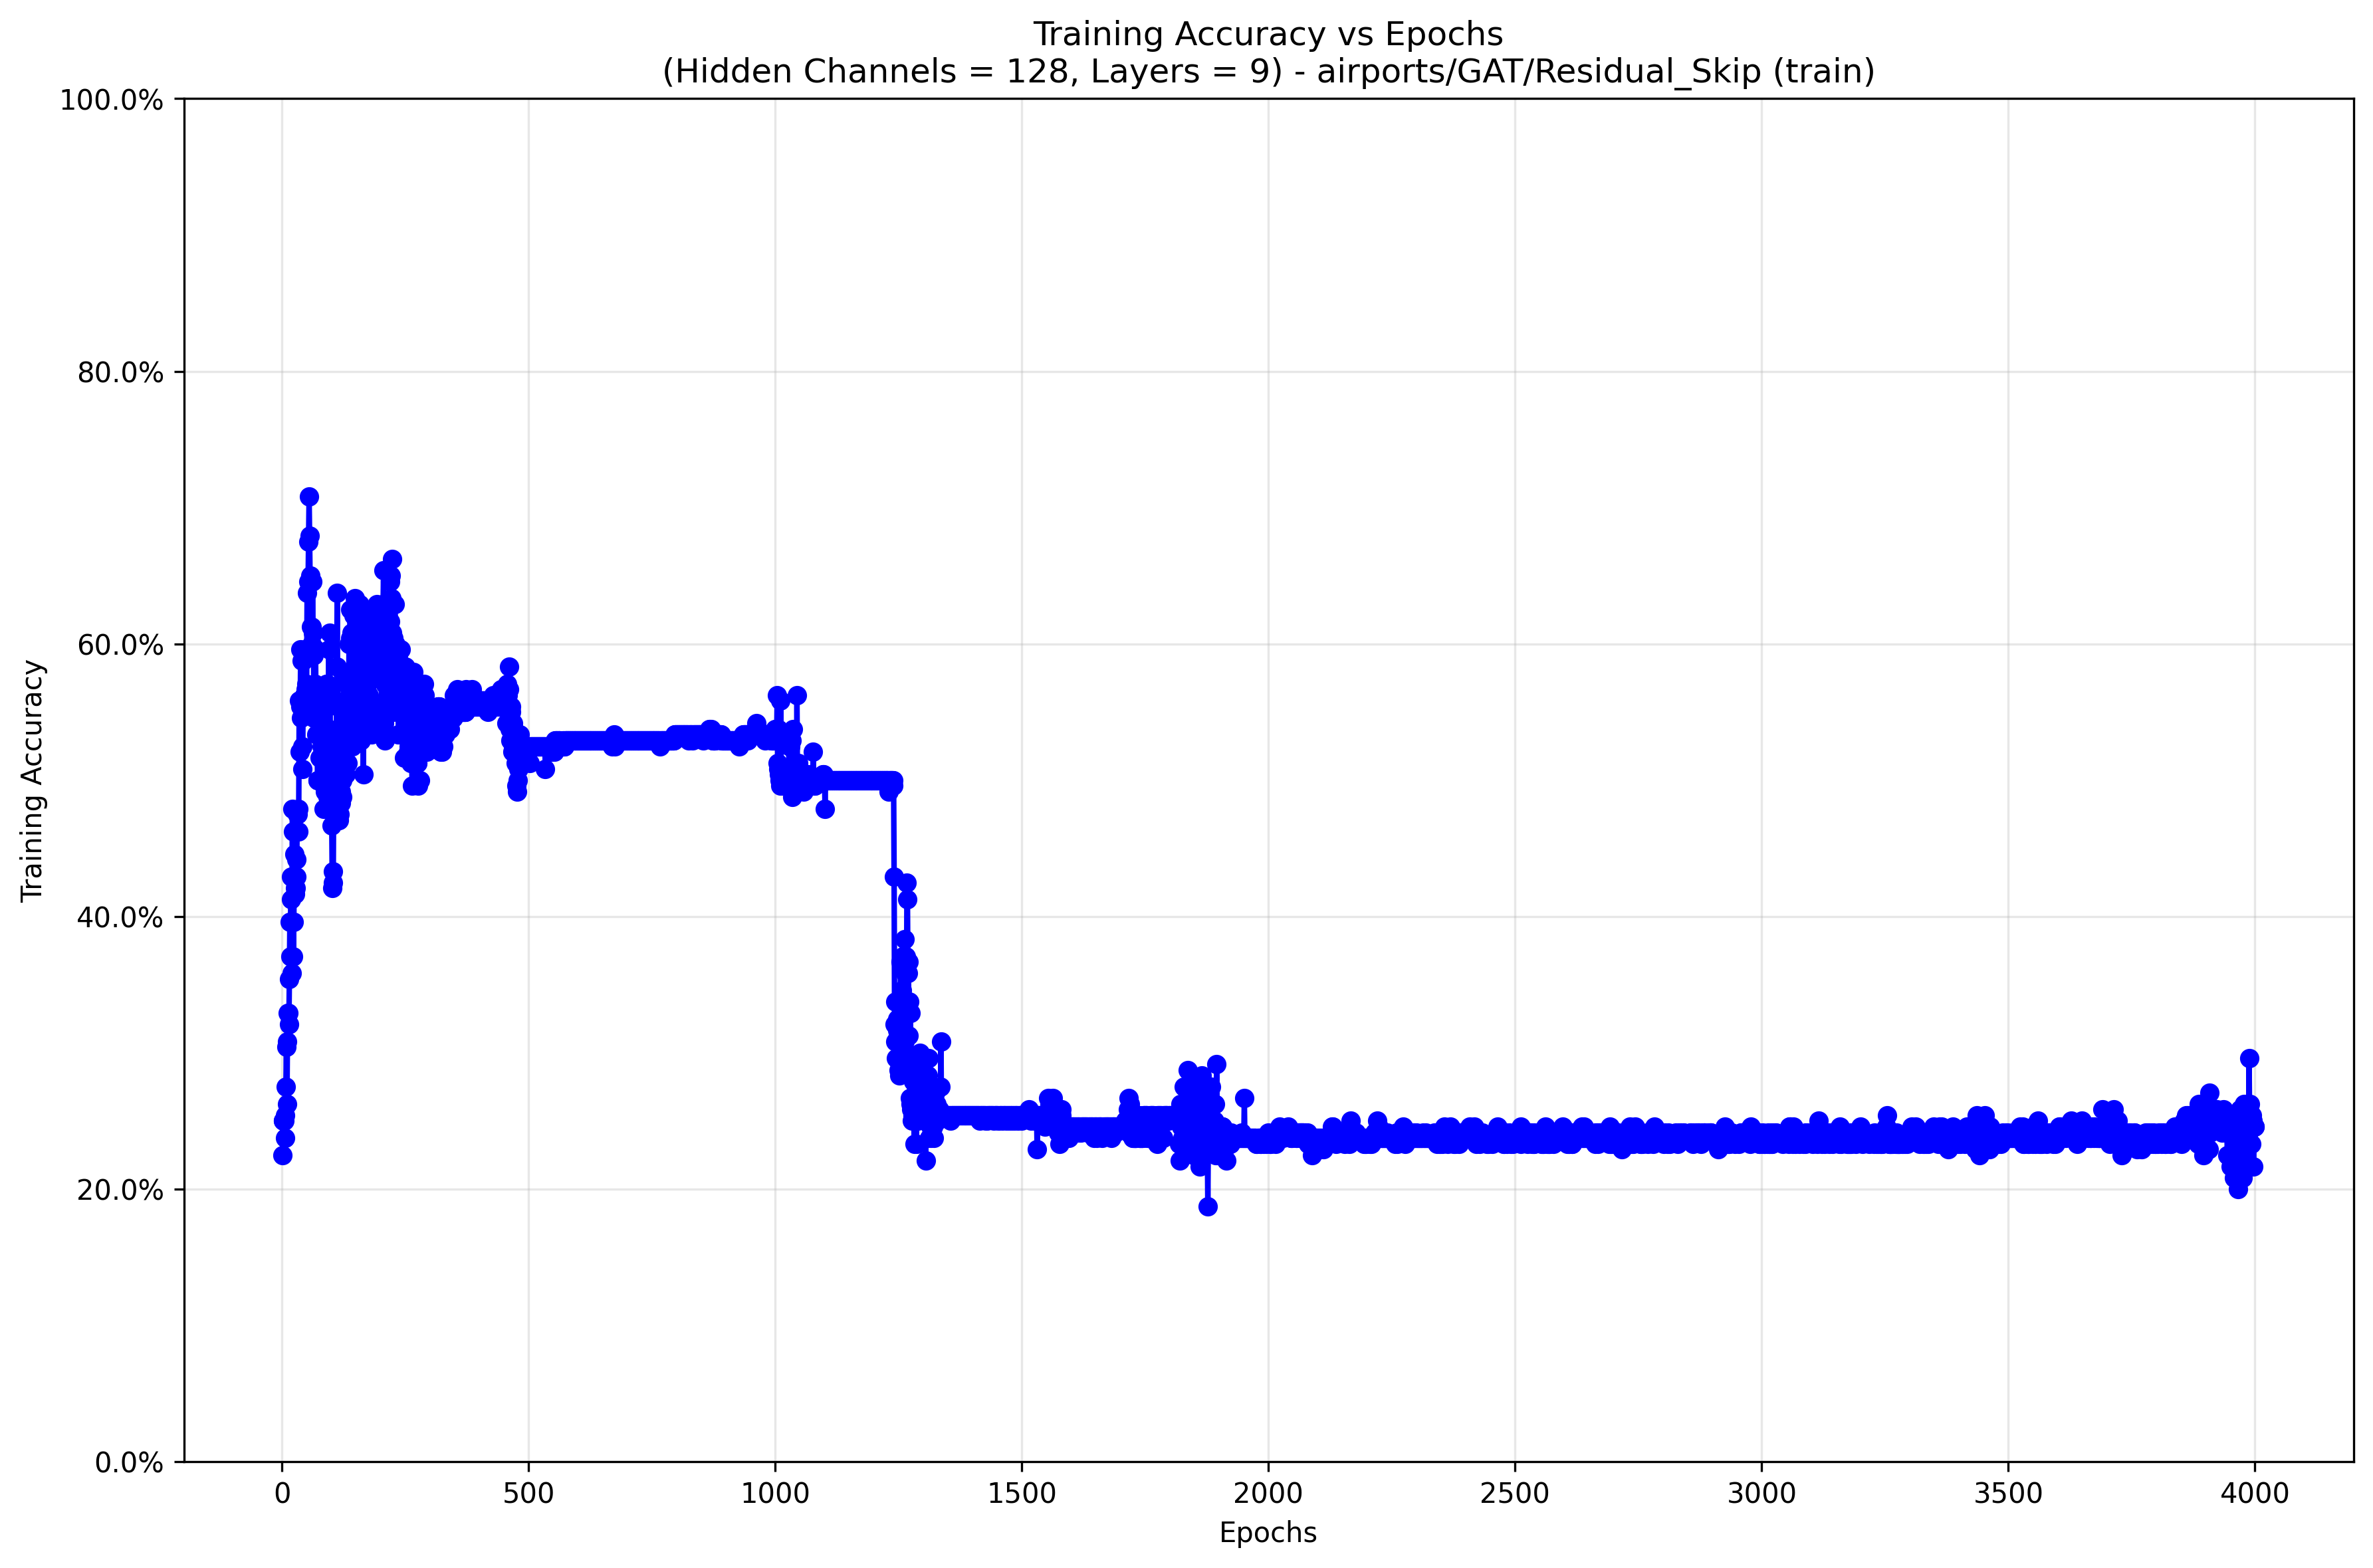 Training Accuracy vs Epochs
(Hidden Channels = 128, Layers = 9) - airports/GAT/Residual_Skip (train)
100.0%
80.0%
60.0%
40.0%
20.0%
0.0%
Training Accuracy
0 500 1000 1500 2000 2500 3000 3500 4000
Epochs